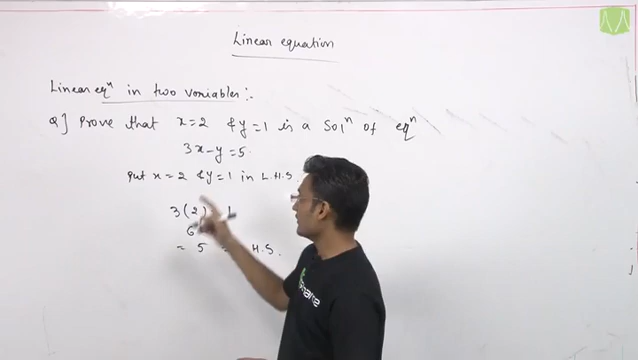 Linear equation
Linear eqⁿ in two variables :-
Q] Prove that x=2 & y=1 is a Solⁿ of eqⁿ
3x-y=5
put x=2 & y=1 in L.H.S.
3(2) 1
6
= 5 = H.S.